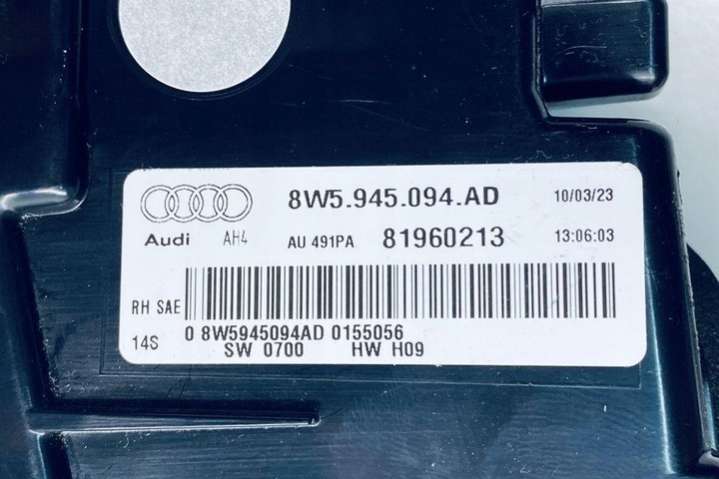 8W5.945.094.AD 10/03/23
Audi AH4 AU 491PA 81960213 13:06:03
RH SAE
14S 0 8W5945094AD 0155056
SW 0700 HW H09